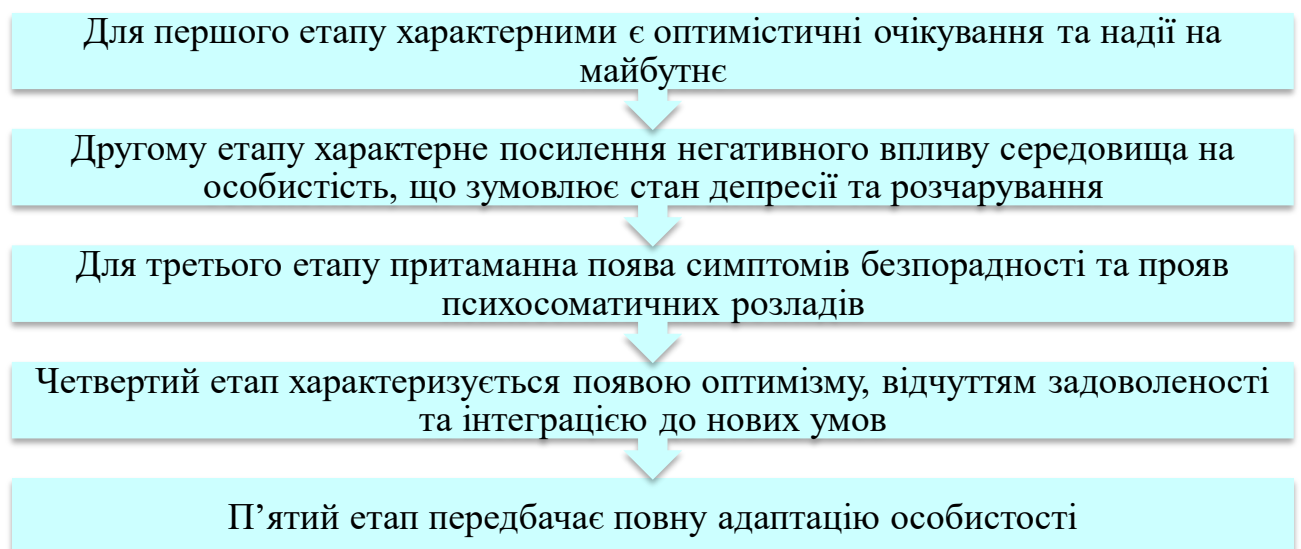 Для першого етапу характерними є оптимістичні очікування та надії на
майбутнє
Другому етапу характерне посилення негативного впливу середовища на
особистість, що зумовлює стан депресії та розчарування
Для третього етапу притаманна поява симптомів безпорадності та прояв
психосоматичних розладів
Четвертий етап характеризується появою оптимізму, відчуттям задоволеності
та інтеграцією до нових умов
П’ятий етап передбачає повну адаптацію особистості